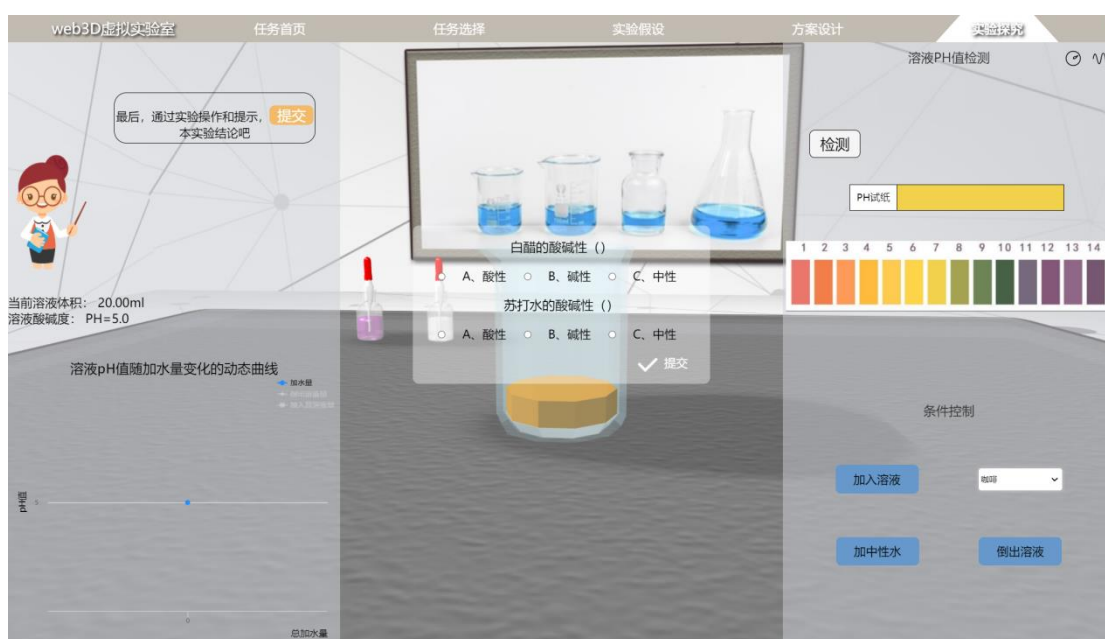 web3D虚拟实验室
任务首页
任务选择
实验假设
方案设计
实验探究
最后，通过实验操作和提示，提交
本实验结论吧
当前溶液体积： 20.00ml
溶液酸碱度： PH=5.0
溶液pH值随加水量变化的动态曲线
加水量
pH值
5
0
总加水量
白醋的酸碱性（）
A、酸性
B、碱性
C、中性
苏打水的酸碱性（）
A、酸性
B、碱性
C、中性
提交
溶液PH值检测
检测
PH试纸
1 2 3 4 5 6 7 8 9 10 11 12 13 14
条件控制
加入溶液
咖啡
加中性水
倒出溶液